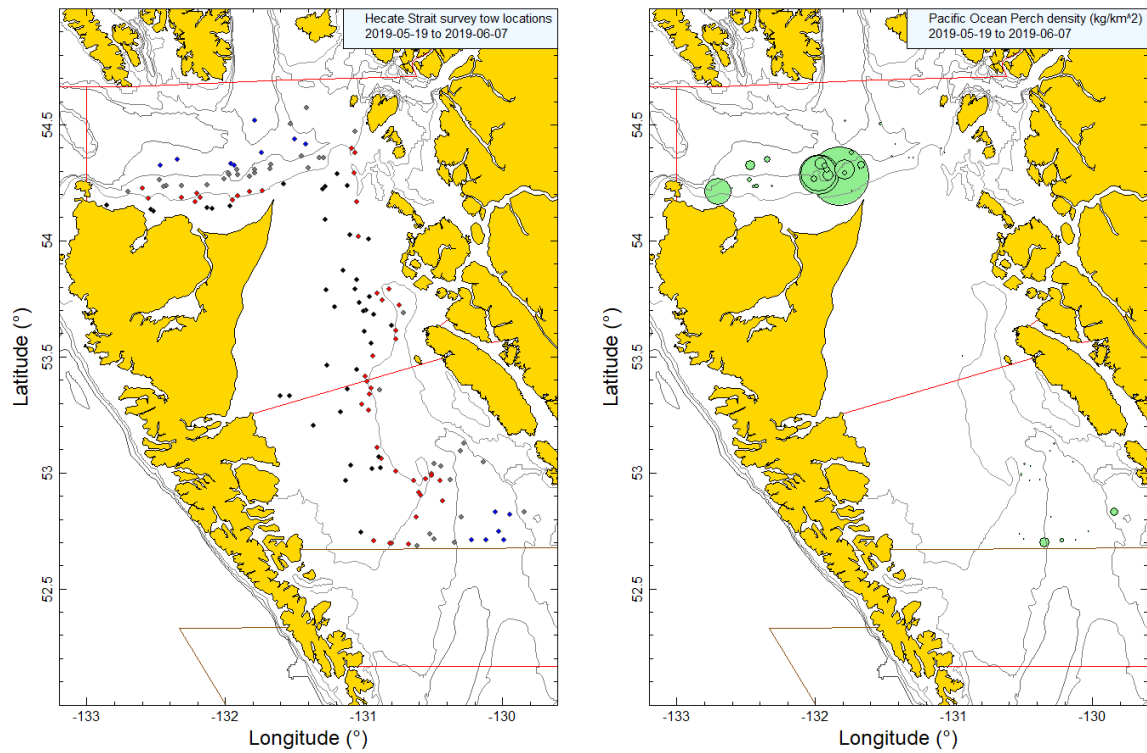 Hecate Strait survey tow locations
2019-05-19 to 2019-06-07
54.5
54
53.5
53
52.5
Latitude (°)
-133
-132
-131
-130
Longitude (°)
Pacific Ocean Perch density (kg/km^2)
2019-05-19 to 2019-06-07
54.5
54
53.5
53
52.5
Latitude (°)
-133
-132
-131
-130
Longitude (°)